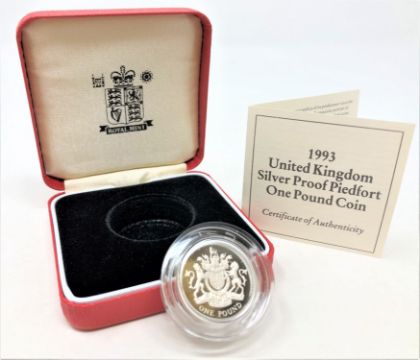 ROYAL MINT
1993
United Kingdom
Silver Proof Piedfort
One Pound Coin
Certificate of Authenticity
ONE POUND